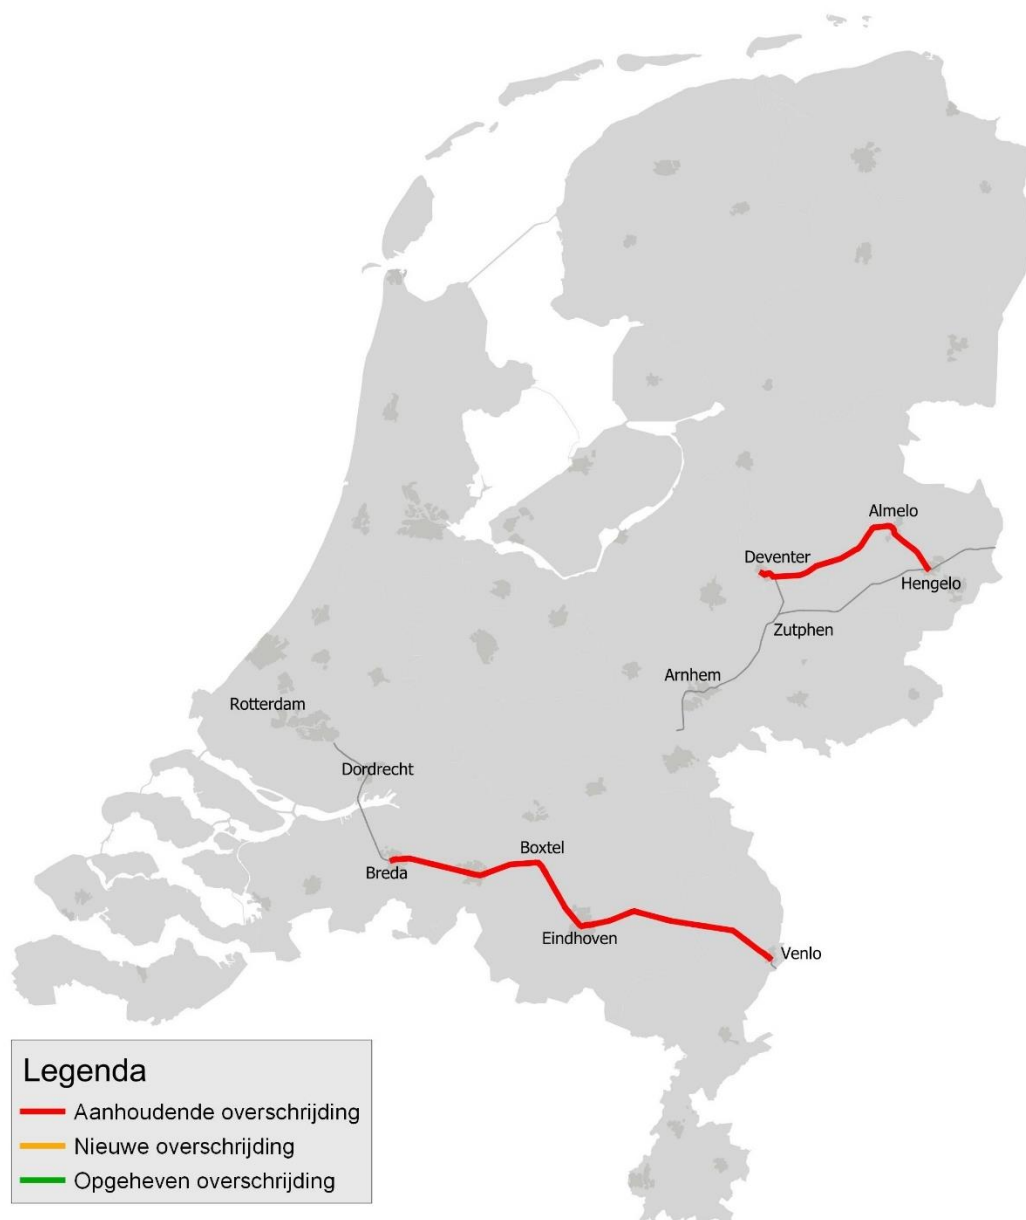 Almelo
Deventer
Hengelo
Zutphen
Arnhem
Rotterdam
Dordrecht
Boxtel
Breda
Eindhoven
Venlo
Legenda
Aanhoudende overschrijding
Nieuwe overschrijding
Opgeheven overschrijding